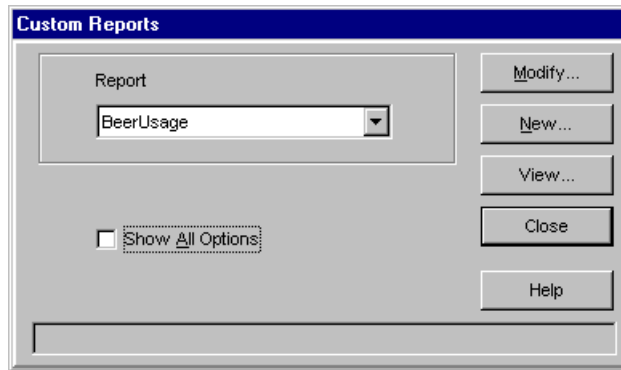 Custom Reports
Report
BeerUsage
Show All Options
Modify...
New...
View...
Close
Help